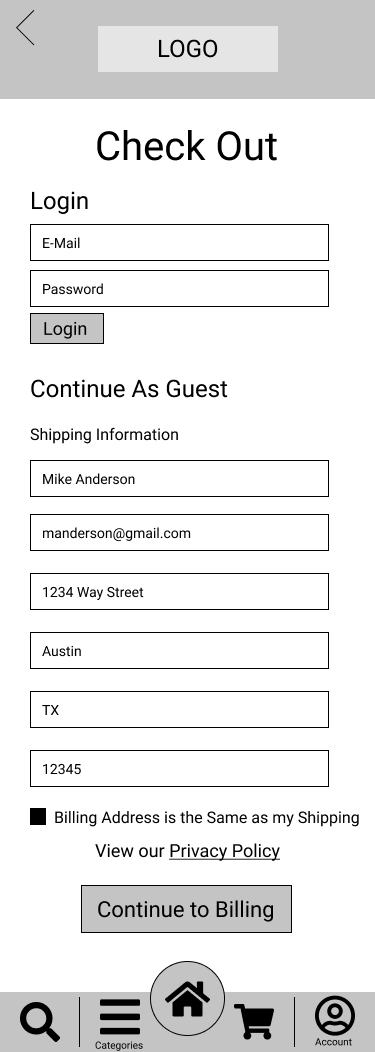 LOGO
Check Out
Login
E-Mail
Password
Login
Continue As Guest
Shipping Information
Mike Anderson
manderson@gmail.com
1234 Way Street
Austin
TX
12345
Billing Address is the Same as my Shipping
View our Privacy Policy
Continue to Billing
Categories
Account